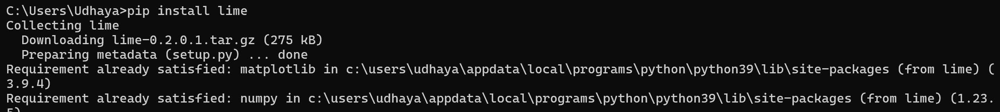 C:\Users\Udhaya>pip install lime
Collecting lime
  Downloading lime-0.2.0.1.tar.gz (275 kB)
  Preparing metadata (setup.py) ... done
Requirement already satisfied: matplotlib in c:\users\udhaya\appdata\local\programs\python\python39\lib\site-packages (from lime) (
3.9.4)
Requirement already satisfied: numpy in c:\users\udhaya\appdata\local\programs\python\python39\lib\site-packages (from lime) (1.23.
5)